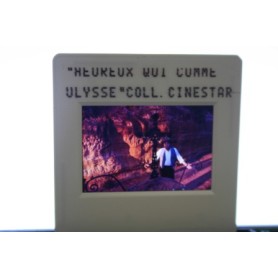 "HEUREUX QUI COMME
ULYSSE"COLL. CINESTAR